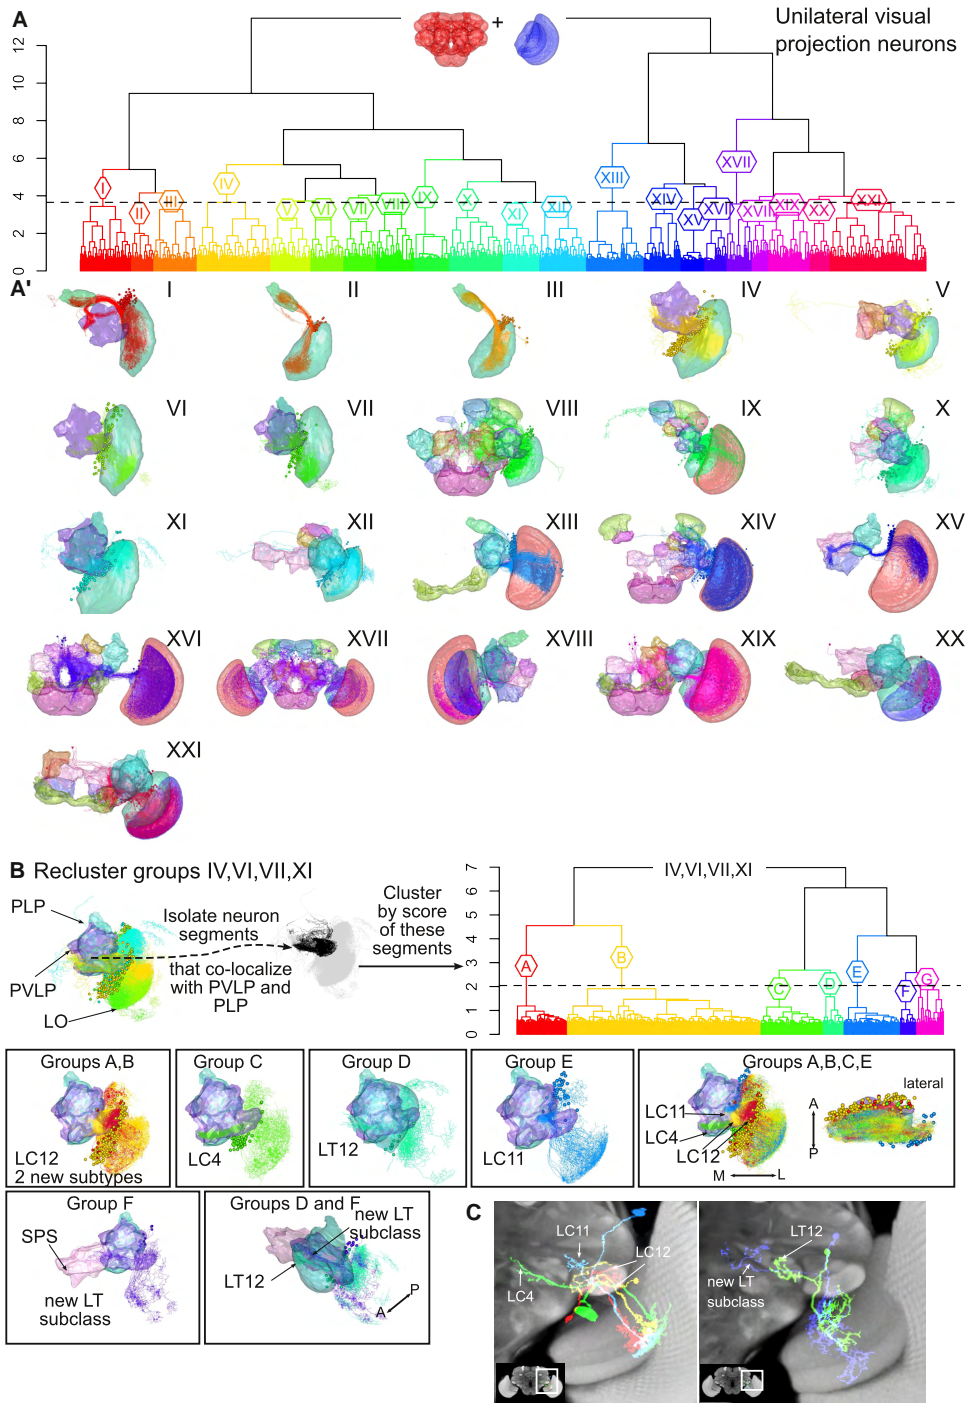 A
+
Unilateral visual
projection neurons
12
10
8
6
4
2
0
I
II
III
IV
V
VI
VII
VIII
IX
X
XI
XII
XIII
XIV
XV
XVI
XVII
XVIII
XIX
XX
XXI
A'
I
II
III
IV
V
VI
VII
VIII
IX
X
XI
XII
XIII
XIV
XV
XVI
XVII
XVIII
XIX
XX
XXI
B Recluster groups IV,VI,VII,XI
PLP
PVLP
LO
Isolate neuron
segments
that co-localize
with PVLP and
PLP
Cluster
by score
of these
segments
IV,VI,VII,XI
7
6
5
4
3
2
1
0
A
B
C
D
E
F
G
Groups A,B
LC12
2 new subtypes
Group C
LC4
Group D
LT12
Group E
LC11
Groups A,B,C,E
LC11
LC4
LC12
M
L
lateral
A
P
Group F
SPS
new LT
subclass
Groups D and F
new LT
subclass
LT12
P
A
C
LC11
LC12
LC4
LT12
new LT
subclass